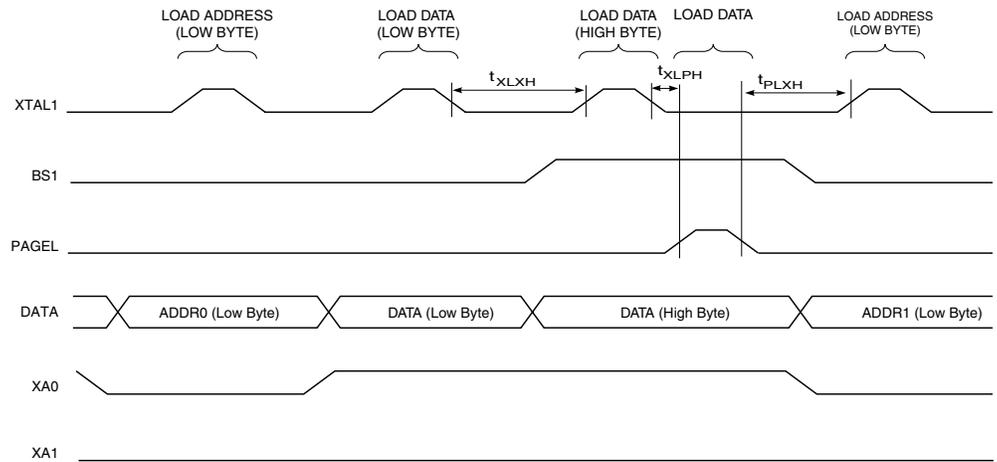 LOAD ADDRESS
(LOW BYTE)
LOAD DATA
(LOW BYTE)
LOAD DATA
(HIGH BYTE)
LOAD DATA
LOAD ADDRESS
(LOW BYTE)
tXLXH
tXLPH
tPLXH
XTAL1
BS1
PAGEL
DATA
ADDR0 (Low Byte)
DATA (Low Byte)
DATA (High Byte)
ADDR1 (Low Byte)
XA0
XA1